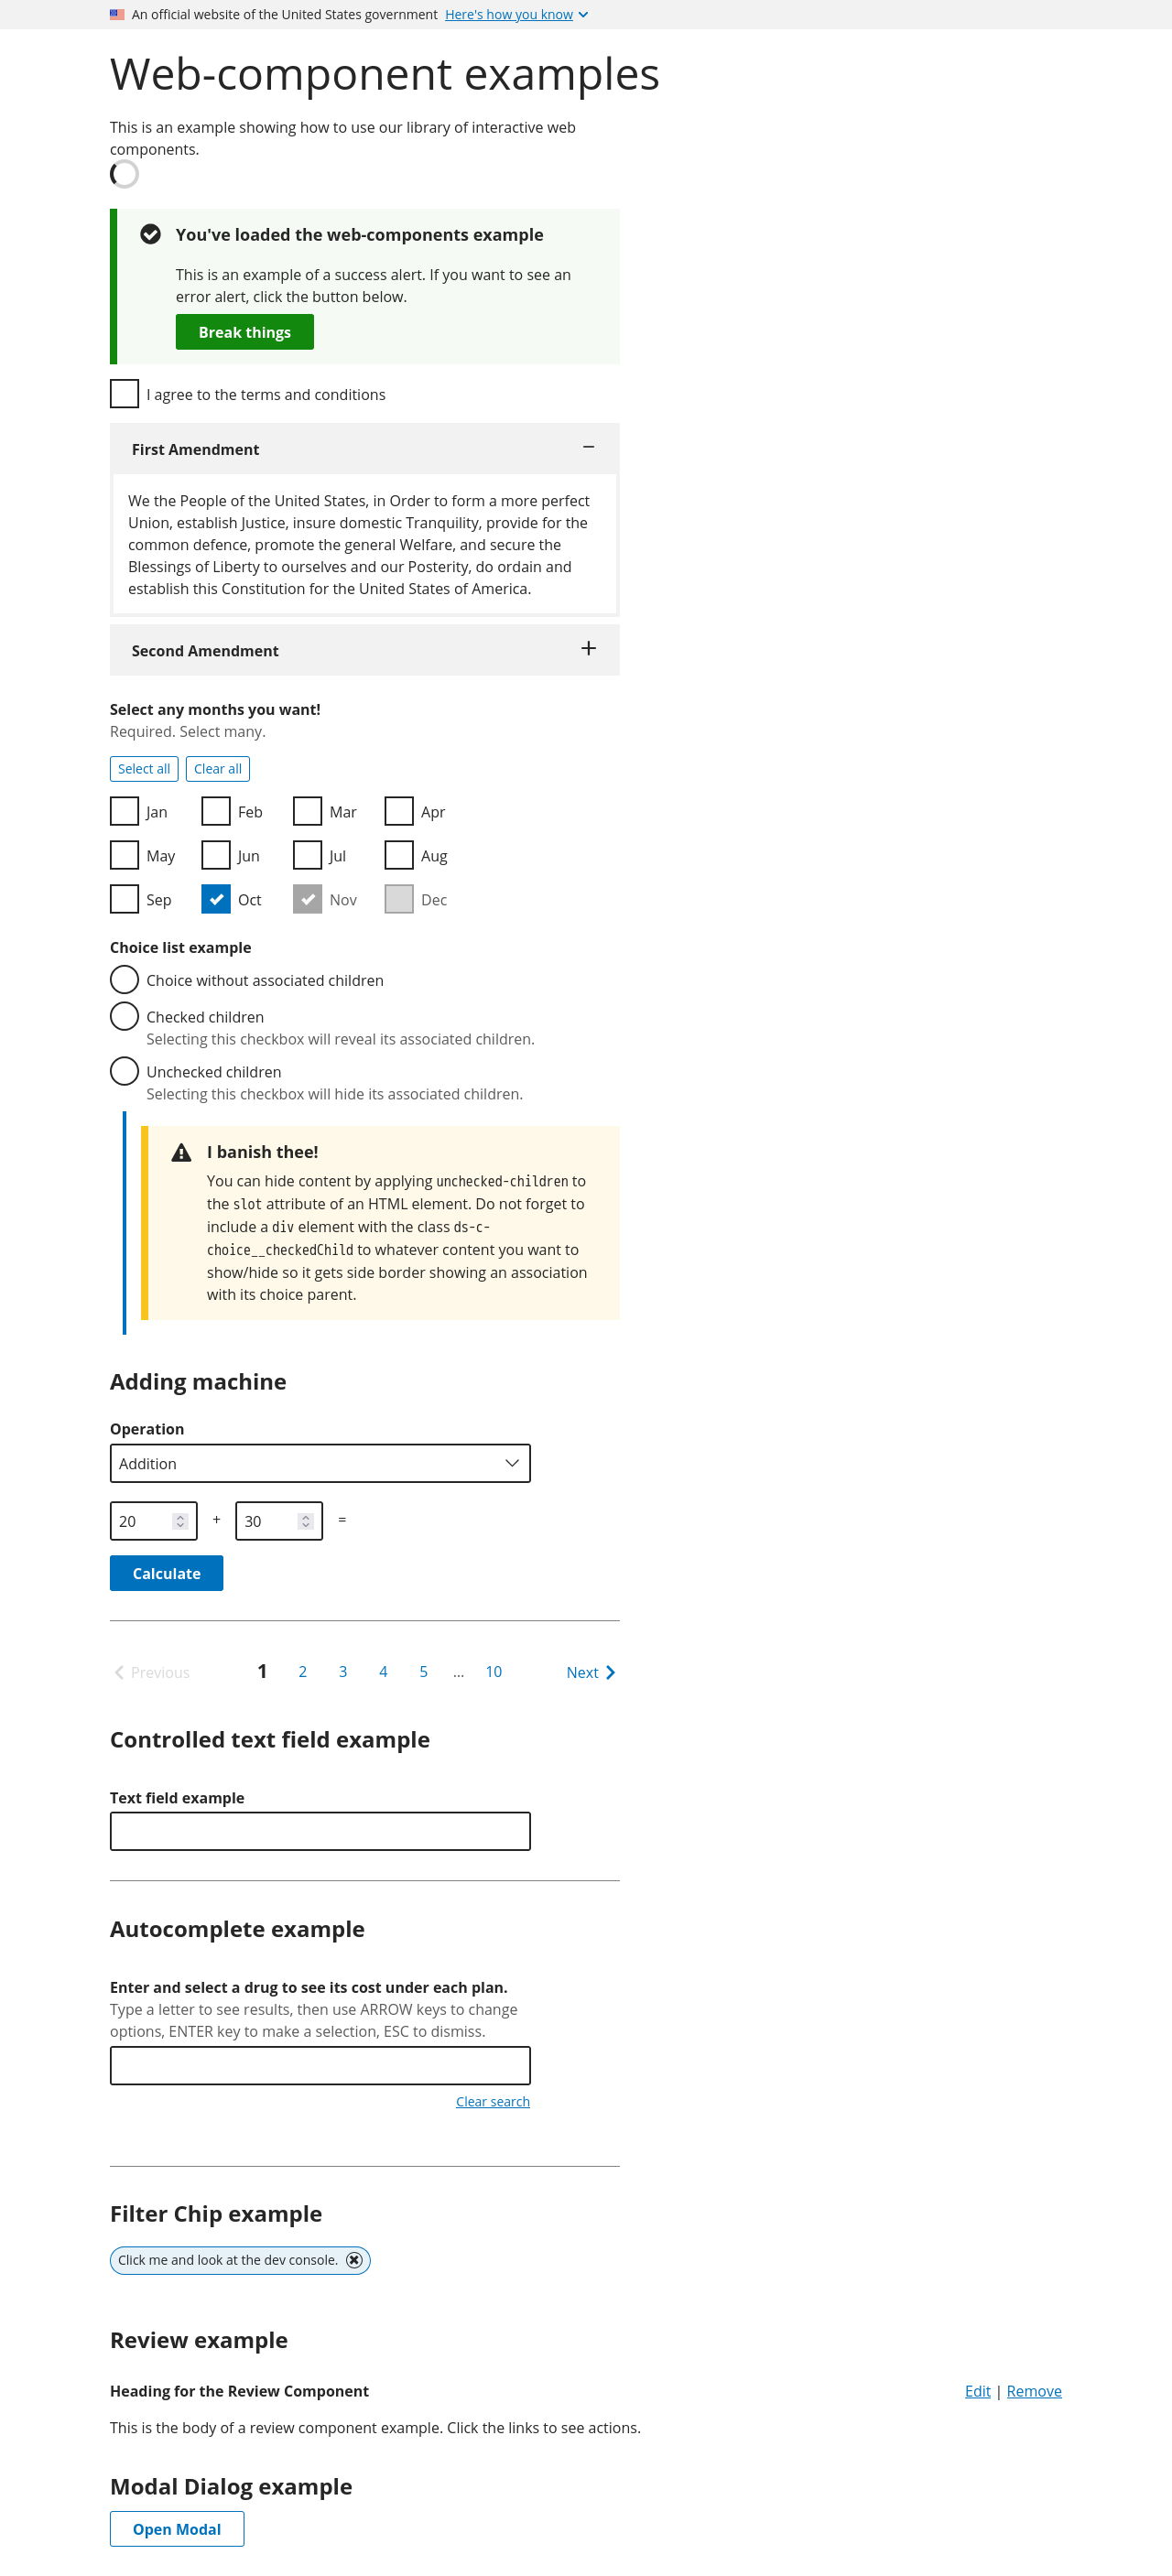 An official website of the United States government Here's how you know
Web-component examples
This is an example showing how to use our library of interactive web
components.
You've loaded the web-components example
This is an example of a success alert. If you want to see an
error alert, click the button below.
Break things
I agree to the terms and conditions
First Amendment
We the People of the United States, in Order to form a more perfect
Union, establish Justice, insure domestic Tranquility, provide for the
common defence, promote the general Welfare, and secure the
Blessings of Liberty to ourselves and our Posterity, do ordain and
establish this Constitution for the United States of America.
Second Amendment
Select any months you want!
Required. Select many.
Select all Clear all
Jan Feb Mar Apr
May Jun Jul Aug
Sep Oct Nov Dec
Choice list example
Choice without associated children
Checked children
Selecting this checkbox will reveal its associated children.
Unchecked children
Selecting this checkbox will hide its associated children.
I banish thee!
You can hide content by applying unchecked-children to
the slot attribute of an HTML element. Do not forget to
include a div element with the class ds-c-
choice__checkedChild to whatever content you want to
show/hide so it gets side border showing an association
with its choice parent.
Adding machine
Operation
Addition
20 + 30 =
Calculate
Previous 1 2 3 4 5 ... 10 Next
Controlled text field example
Text field example
Autocomplete example
Enter and select a drug to see its cost under each plan.
Type a letter to see results, then use ARROW keys to change
options, ENTER key to make a selection, ESC to dismiss.
Clear search
Filter Chip example
Click me and look at the dev console.
Review example
Heading for the Review Component Edit | Remove
This is the body of a review component example. Click the links to see actions.
Modal Dialog example
Open Modal